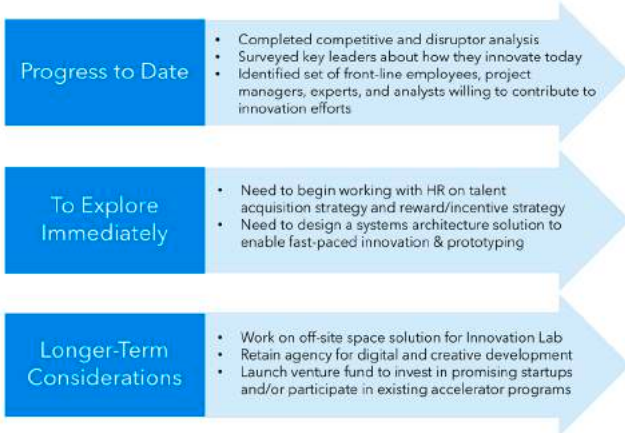 Progress to Date
• Completed competitive and disruptor analysis
• Surveyed key leaders about how they innovate today
• Identified set of front-line employees, project
managers, experts, and analysts willing to contribute to
innovation efforts
To Explore
Immediately
• Need to begin working with HR on talent
acquisition strategy and reward/incentive strategy
• Need to design a systems architecture solution to
enable fast-paced innovation & prototyping
Longer-Term
Considerations
• Work on off-site space solution for Innovation Lab
• Retain agency for digital and creative development
• Launch venture fund to invest in promising startups
and/or participate in existing accelerator programs